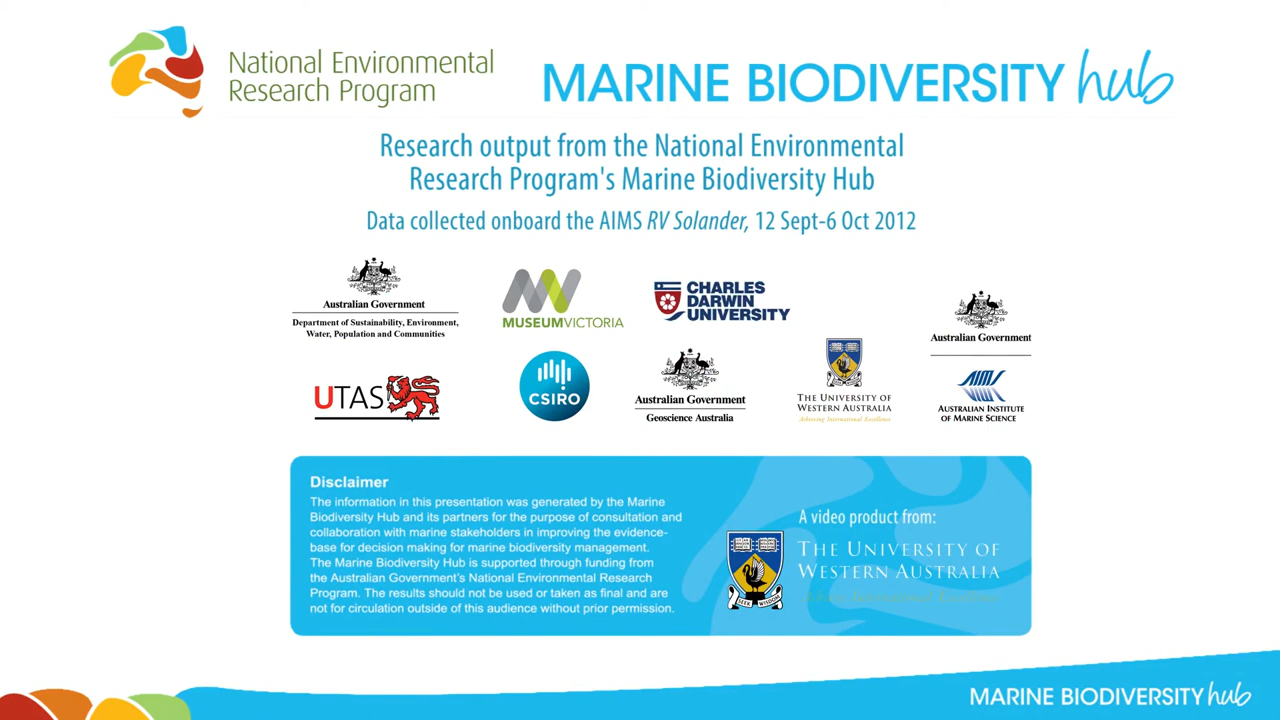 National Environmental
Research Program
MARINE BIODIVERSITY hub
Research output from the National Environmental
Research Program's Marine Biodiversity Hub
Data collected onboard the AIMS RV Solander, 12 Sept-6 Oct 2012
Australian Government
Department of Sustainability, Environment,
Water, Population and Communities
MUSEUMVICTORIA
CHARLES
DARWIN
UNIVERSITY
Australian Government
UTAS
CSIRO
Australian Government
Geoscience Australia
THE UNIVERSITY OF
WESTERN AUSTRALIA
Achieving International Excellence
AIMS
AUSTRALIAN INSTITUTE
OF MARINE SCIENCE
Disclaimer
The information in this presentation was generated by the Marine
Biodiversity Hub and its partners for the purpose of consultation and
collaboration with marine stakeholders in improving the evidence-
base for decision making for marine biodiversity management.
The Marine Biodiversity Hub is supported through funding from
the Australian Government's National Environmental Research
Program. The results should not be used or taken as final and are
not for circulation outside of this audience without prior permission.
A video product from:
THE UNIVERSITY OF
WESTERN AUSTRALIA
Achieve International Excellence
SEEK WISDOM
MARINE BIODIVERSITY hub